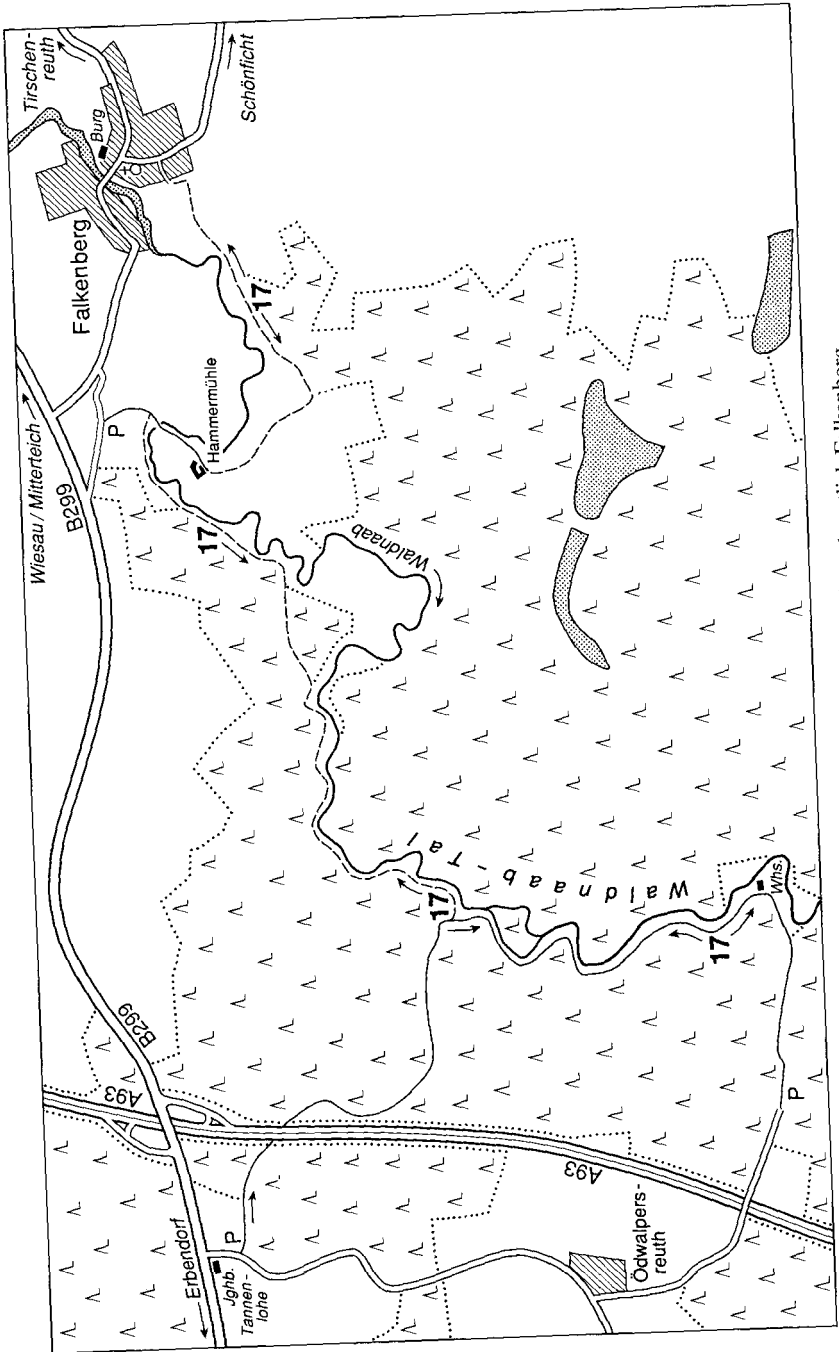 Tirschen-
reuth
Burg
Schönficht
Falkenberg
Wiesau / Mitterteich
B299
P
17
Hammermühle
17
Waldnaab
Waldnaab-Tal
17
Whs.
17
B299
A93
A93
Erbendorf
P
Jghb.
Tannen-
lohe
Ödwalpers-
reuth
P